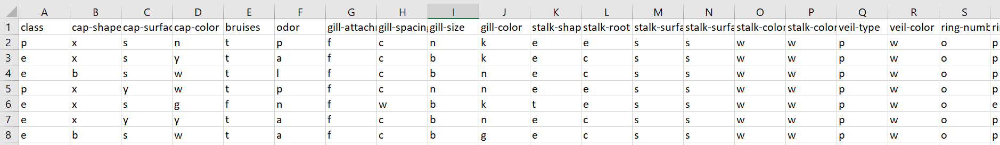 A B C D E F G H I J K L M N O P Q R S
1 class cap-shape cap-surfac cap-color bruises odor gill-attachr gill-spacing gill-size gill-color stalk-shap stalk-root stalk-surfa stalk-surfa stalk-color stalk-color veil-type veil-color ring-numb ri
2 p x s n t p f c n k e e s s w w p w o p
3 e x s y t a f c b k e c s s w w p w o p
4 e b s w t l f c b n e c s s w w p w o p
5 p x y w t p f c n n e e s s w w p w o p
6 e x s g f n f w b k t e s s w w p w o e
7 e x y y t a f c b n e c s s w w p w o p
8 e b s w t a f c b g e c s s w w p w o p